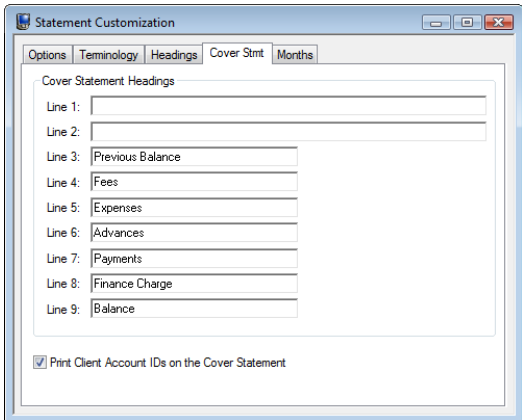 Statement Customization
Options Terminology Headings Cover Stmt Months
Cover Statement Headings
Line 1:
Line 2:
Line 3: Previous Balance
Line 4: Fees
Line 5: Expenses
Line 6: Advances
Line 7: Payments
Line 8: Finance Charge
Line 9: Balance
Print Client Account IDs on the Cover Statement